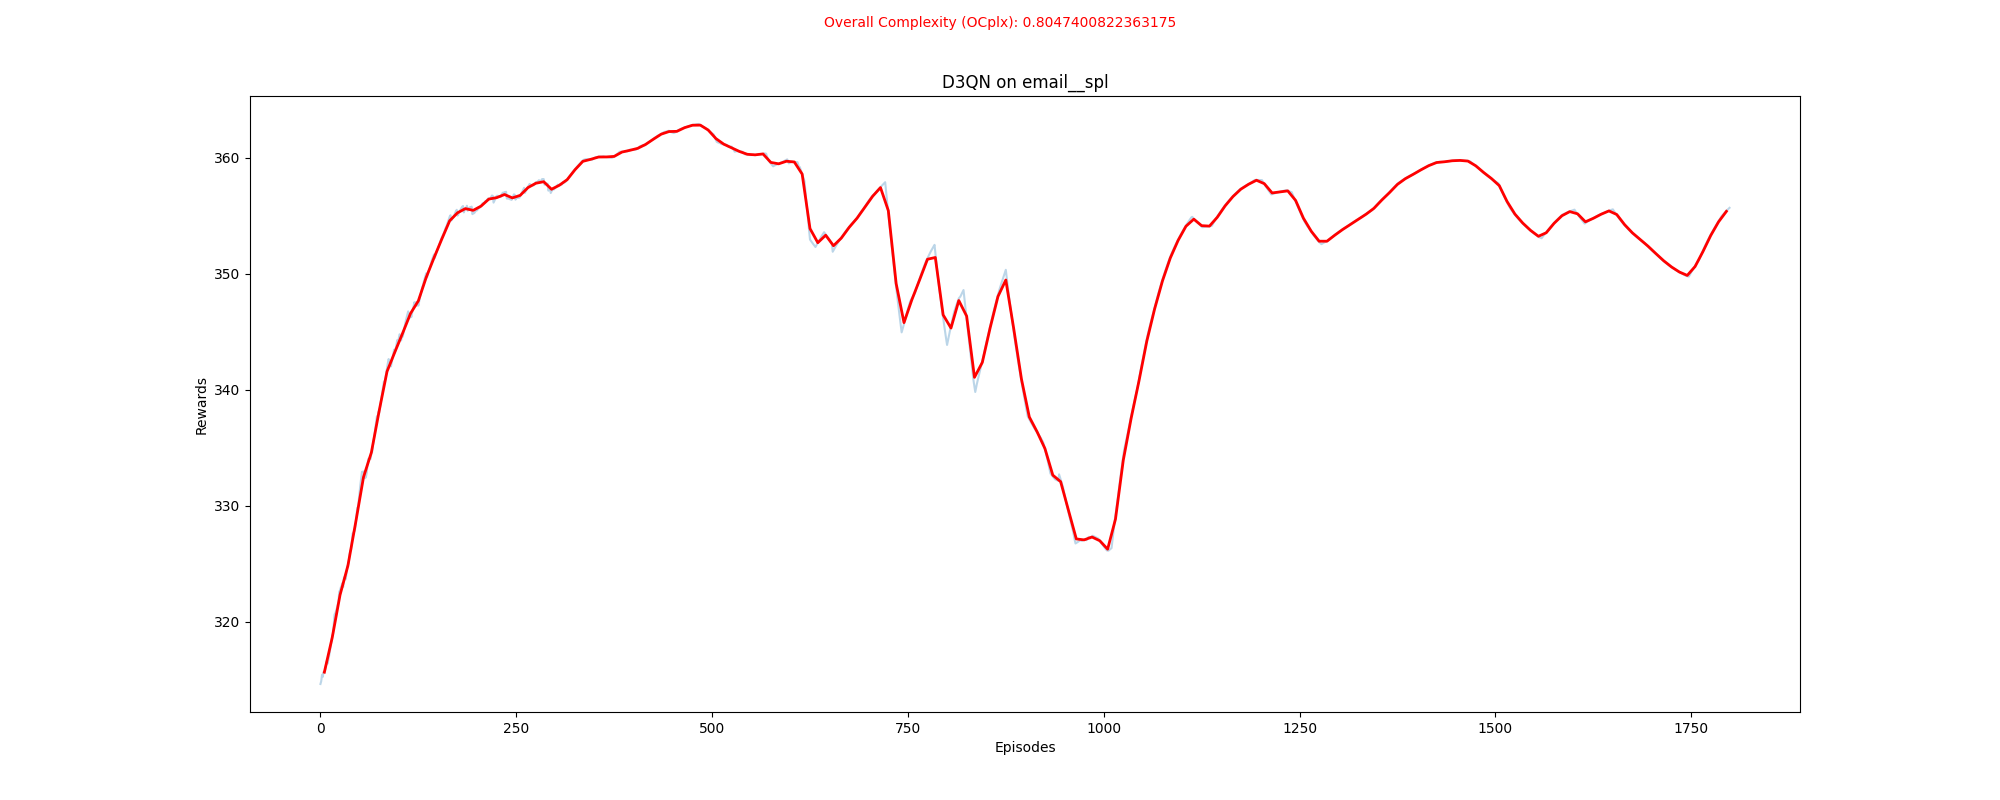 Overall Complexity (OCplx): 0.8047400822363175
D3QN on email__spl
Rewards
360
350
340
330
320
0 250 500 750 1000 1250 1500 1750
Episodes